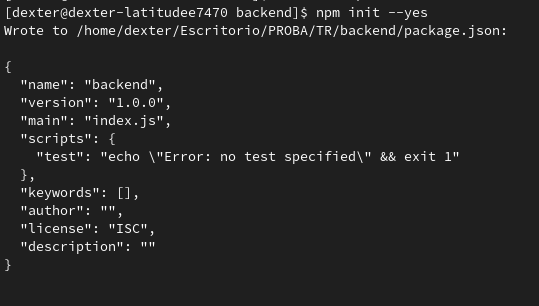 [dexter@dexter-latitudee7470 backend]$ npm init --yes
Wrote to /home/dexter/Escritorio/PROBA/TR/backend/package.json:

{
  "name": "backend",
  "version": "1.0.0",
  "main": "index.js",
  "scripts": {
    "test": "echo \"Error: no test specified\" && exit 1"
  },
  "keywords": [],
  "author": "",
  "license": "ISC",
  "description": ""
}